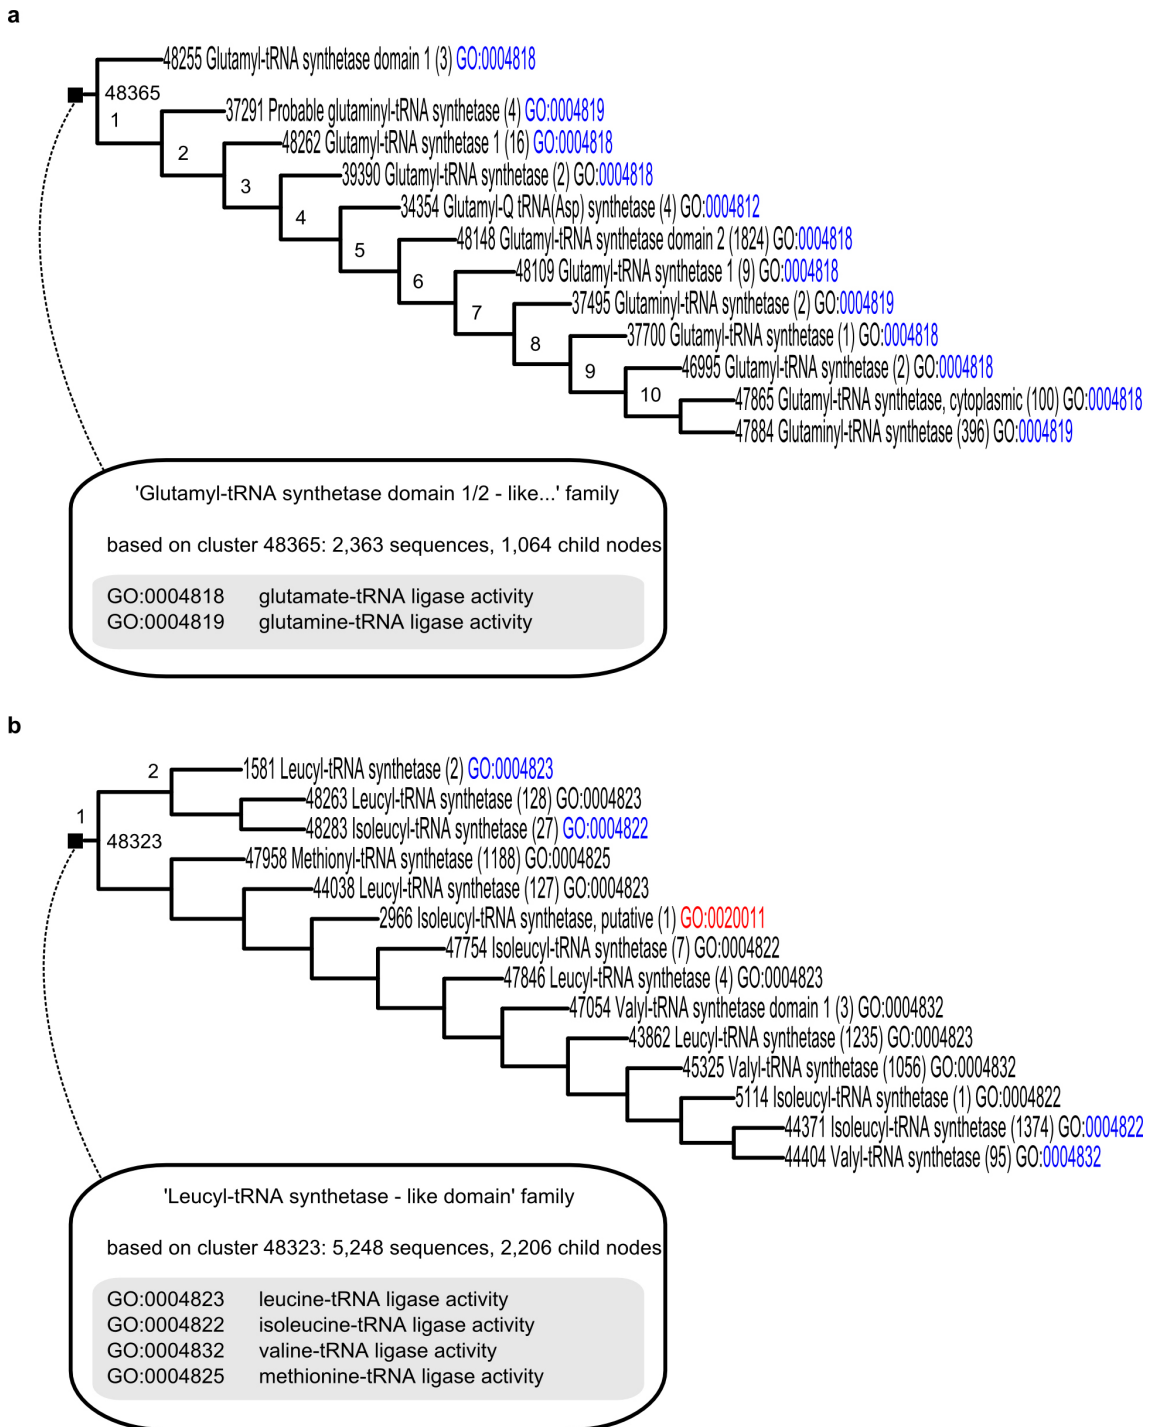 a
48255 Glutamyl-tRNA synthetase domain 1 (3) GO:0004818
48365
1
37291 Probable glutaminyl-tRNA synthetase (4) GO:0004819
2
48262 Glutamyl-tRNA synthetase 1 (16) GO:0004818
3
39390 Glutamyl-tRNA synthetase (2) GO:0004818
4
34354 Glutamyl-Q tRNA(Asp) synthetase (4) GO:0004812
5
48148 Glutamyl-tRNA synthetase domain 2 (1824) GO:0004818
6
48109 Glutamyl-tRNA synthetase 1 (9) GO:0004818
7
37495 Glutaminyl-tRNA synthetase (2) GO:0004819
8
37700 Glutamyl-tRNA synthetase (1) GO:0004818
9
46995 Glutamyl-tRNA synthetase (2) GO:0004818
10
47865 Glutamyl-tRNA synthetase, cytoplasmic (100) GO:0004818
47884 Glutaminyl-tRNA synthetase (396) GO:0004819
'Glutamyl-tRNA synthetase domain 1/2 - like...' family
based on cluster 48365: 2,363 sequences, 1,064 child nodes
GO:0004818 glutamate-tRNA ligase activity
GO:0004819 glutamine-tRNA ligase activity
b
2
1581 Leucyl-tRNA synthetase (2) GO:0004823
48263 Leucyl-tRNA synthetase (128) GO:0004823
1
48283 Isoleucyl-tRNA synthetase (27) GO:0004822
48323
47958 Methionyl-tRNA synthetase (1188) GO:0004825
44038 Leucyl-tRNA synthetase (127) GO:0004823
2966 Isoleucyl-tRNA synthetase, putative (1) GO:0020011
47754 Isoleucyl-tRNA synthetase (7) GO:0004822
47846 Leucyl-tRNA synthetase (4) GO:0004823
47054 Valyl-tRNA synthetase domain 1 (3) GO:0004832
43862 Leucyl-tRNA synthetase (1235) GO:0004823
45325 Valyl-tRNA synthetase (1056) GO:0004832
5114 Isoleucyl-tRNA synthetase (1) GO:0004822
44371 Isoleucyl-tRNA synthetase (1374) GO:0004822
44404 Valyl-tRNA synthetase (95) GO:0004832
'Leucyl-tRNA synthetase - like domain' family
based on cluster 48323: 5,248 sequences, 2,206 child nodes
GO:0004823 leucine-tRNA ligase activity
GO:0004822 isoleucine-tRNA ligase activity
GO:0004832 valine-tRNA ligase activity
GO:0004825 methionine-tRNA ligase activity